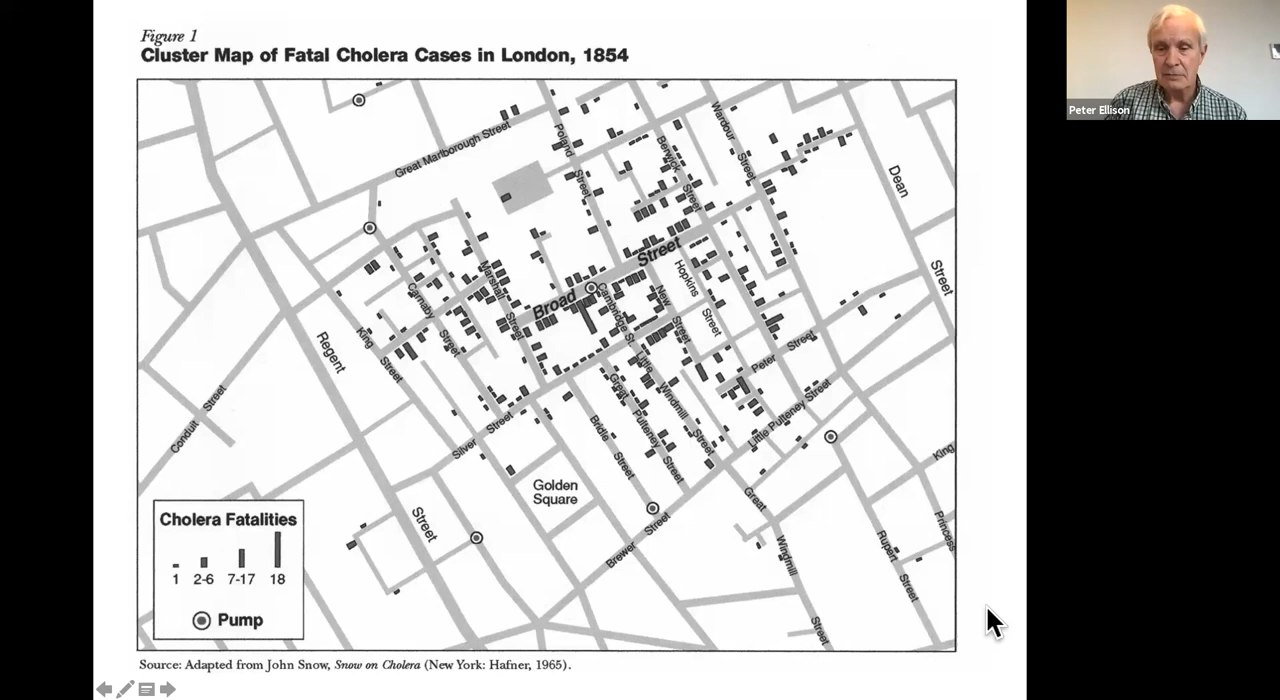 Figure 1
Cluster Map of Fatal Cholera Cases in London, 1854
Great Marlborough Street
Poland
Street
Berwick
Street
Wardour
Street
Dean
Street
Broad
Street
Hopkins
Street
Marshall
Street
Carnaby
Street
King
Street
Regent
Street
Conduit
Street
Cambridge St.
New
Street
Little
Windmill
Street
Great
Pulteney
Street
Peter
Street
Little Pulteney Street
Bridle
Street
Silver
Street
Golden
Square
Brewer
Street
Great
Windmill
Street
Rupert
Street
King
Princess
Cholera Fatalities
1 2-6 7-17 18
Pump
Source: Adapted from John Snow, Snow on Cholera (New York: Hafner, 1965).
Peter Ellison